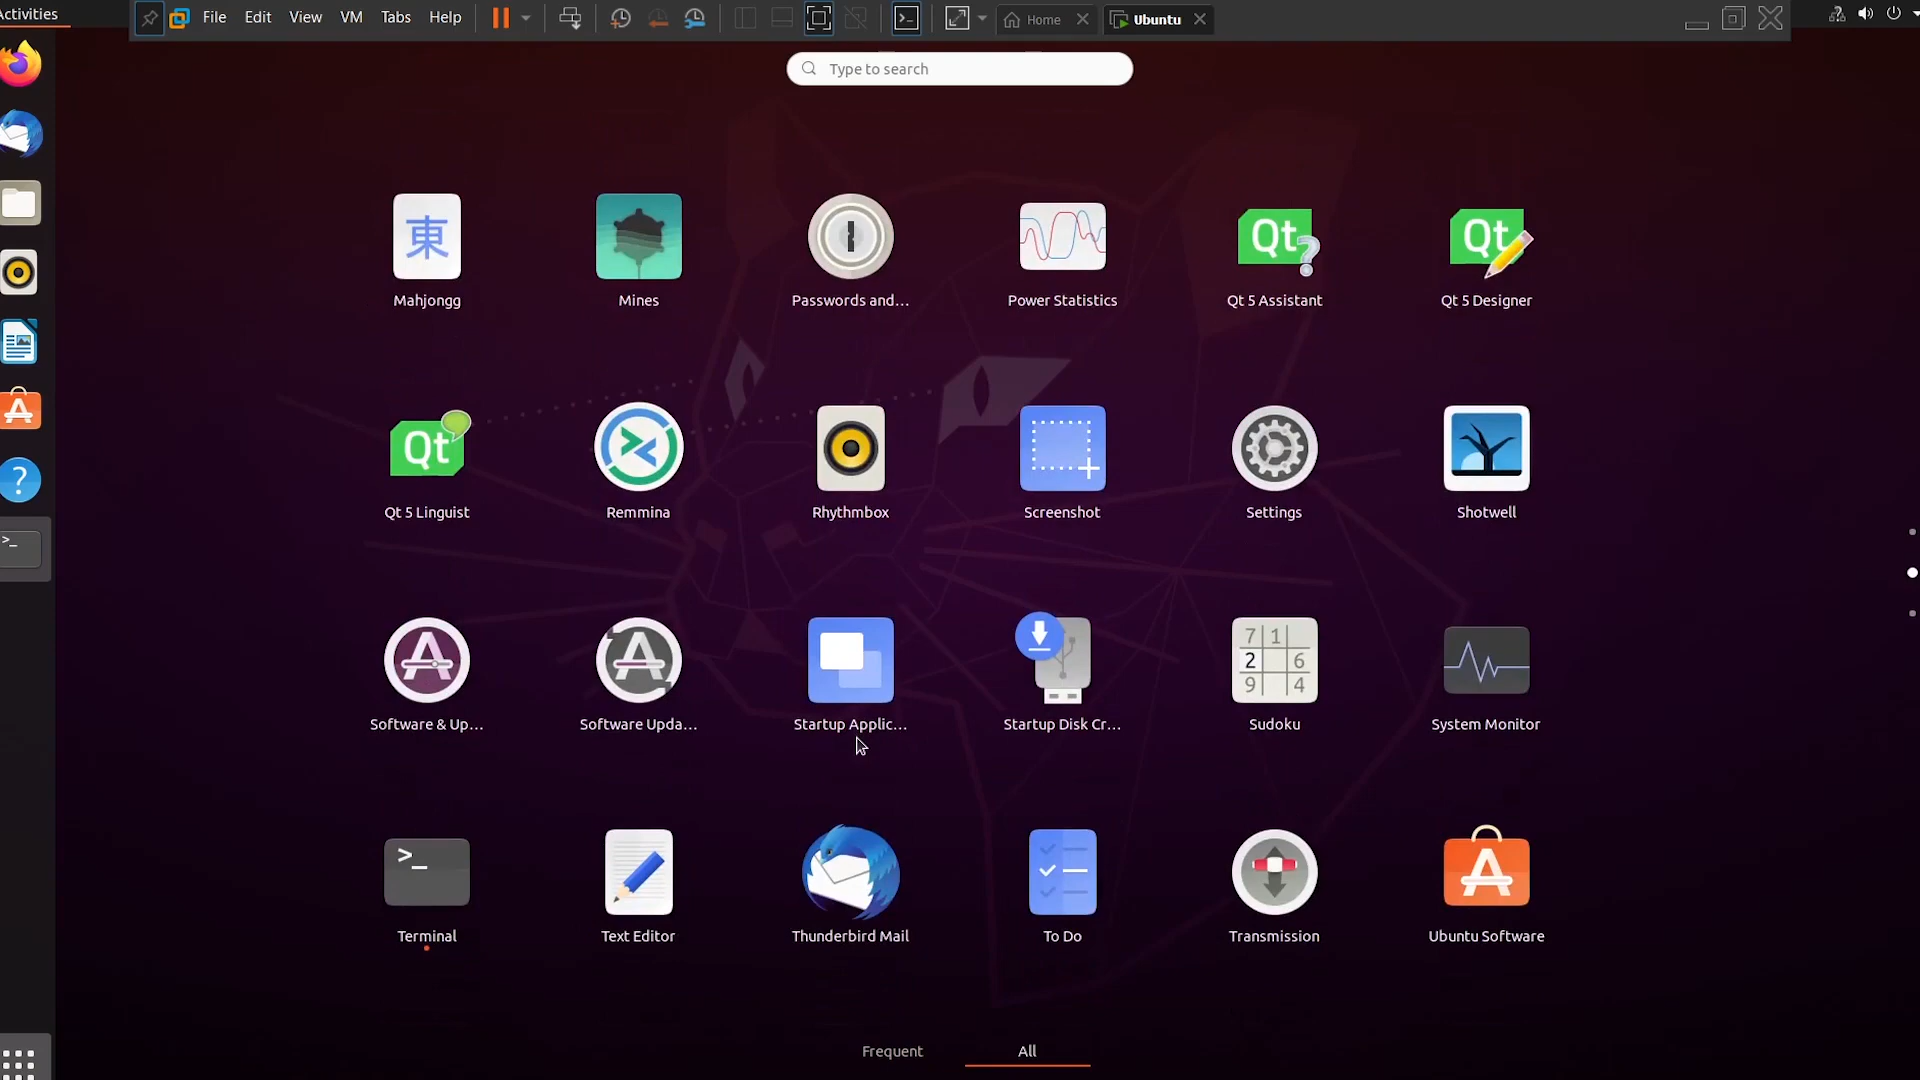 Activities
File Edit View VM Tabs Help
Home
Ubuntu
Type to search
東
Mahjongg
Mines
Passwords and...
Power Statistics
Qt
Qt 5 Assistant
Qt
Qt 5 Designer
Qt
Qt 5 Linguist
Remmina
Rhythmbox
Screenshot
Settings
Shotwell
Software & Up...
Software Upda...
Startup Applic...
Startup Disk Cr...
7 1
2 6
9 4
Sudoku
System Monitor
>_
Terminal
Text Editor
Thunderbird Mail
To Do
Transmission
Ubuntu Software
Frequent
All